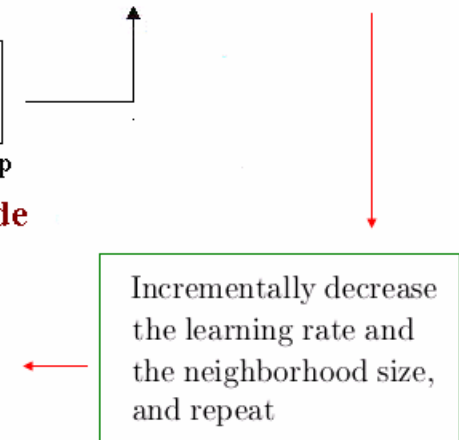 p
de
Incrementally decrease
the learning rate and
the neighborhood size,
and repeat